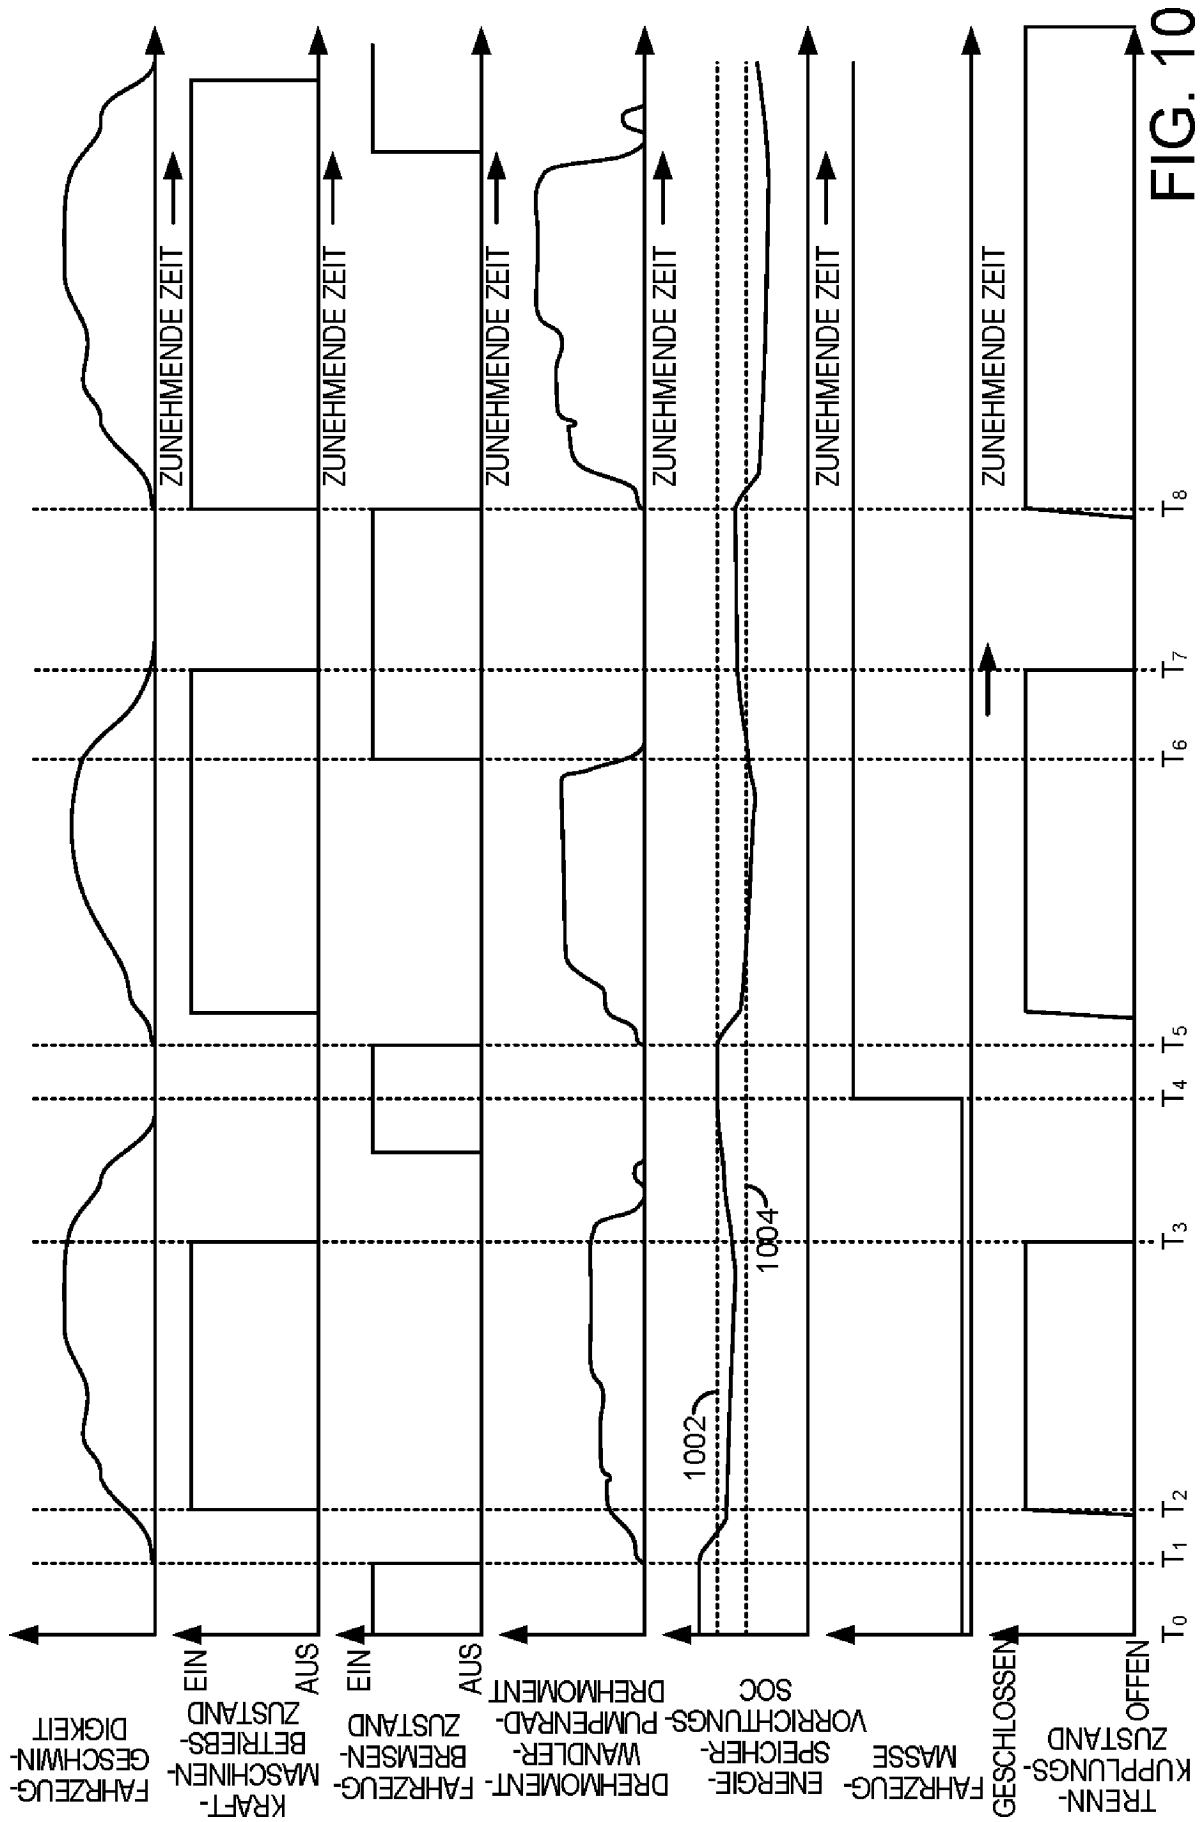 FAHRZEUG-
GESCHWIN-
DIGKEIT
ZUNEHMENDE ZEIT
KRAFT-
MASCHINEN-
BETRIEBS-
ZUSTAND
EIN
AUS
ZUNEHMENDE ZEIT
FAHRZEUG-
BREMSEN-
ZUSTAND
EIN
AUS
ZUNEHMENDE ZEIT
DREHMOMENT-
WANDLER-
PUMPENRAD-
DREHMOMENT
ZUNEHMENDE ZEIT
ENERGIE-
SPEICHER-
VORRICHTUNGS-
SOC
1002
1004
ZUNEHMENDE ZEIT
FAHRZEUG-
MASSE
ZUNEHMENDE ZEIT
TRENN-
KUPPLUNGS-
ZUSTAND
GESCHLOSSEN
OFFEN
T0 T1 T2 T3 T4 T5 T6 T7 T8
FIG. 10